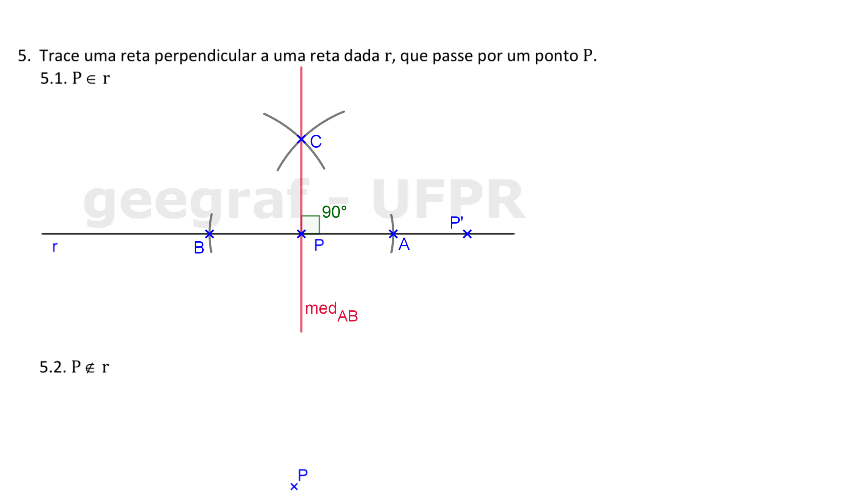 5. Trace uma reta perpendicular a uma reta dada r, que passe por um ponto P.
5.1. P ∈ r
C
geegraf - UFPR
90°
P'
r
B
P
A
med_AB
5.2. P ∉ r
P